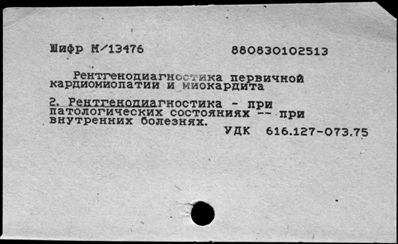 Шифр М/13476 880830102513
Рентгенодиагностика первичной
кардиомиопатии и миокардита
2. Рентгенодиагностика - при
патологических состояниях -- при
внутренних болезнях.
УДК 616.127-073.75